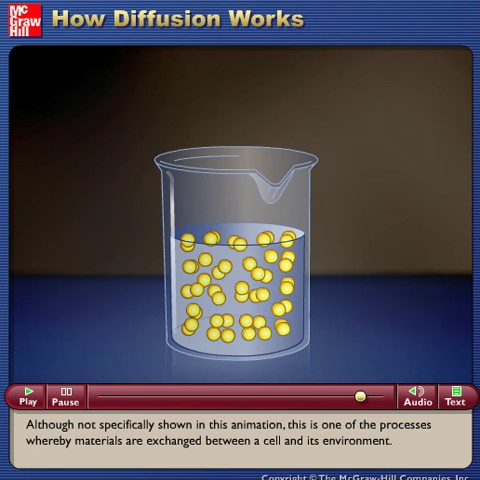 Mc
Graw
Hill
How Diffusion Works
Play
Pause
Audio
Text
Although not specifically shown in this animation, this is one of the processes
whereby materials are exchanged between a cell and its environment.
Copyright © The McGraw-Hill Companies, Inc.